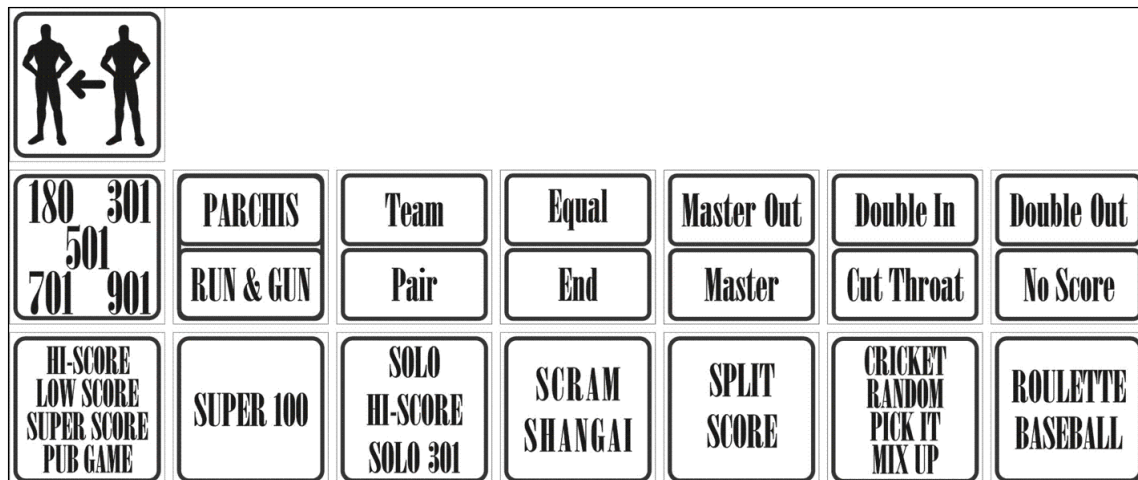 180 301
501
701 901
PARCHIS
RUN & GUN
Team
Pair
Equal
End
Master Out
Master
Double In
Cut Throat
Double Out
No Score
HI-SCORE
LOW SCORE
SUPER SCORE
PUB GAME
SUPER 100
SOLO
HI-SCORE
SOLO 301
SCRAM
SHANGAI
SPLIT
SCORE
CRICKET
RANDOM
PICK IT
MIX UP
ROULETTE
BASEBALL